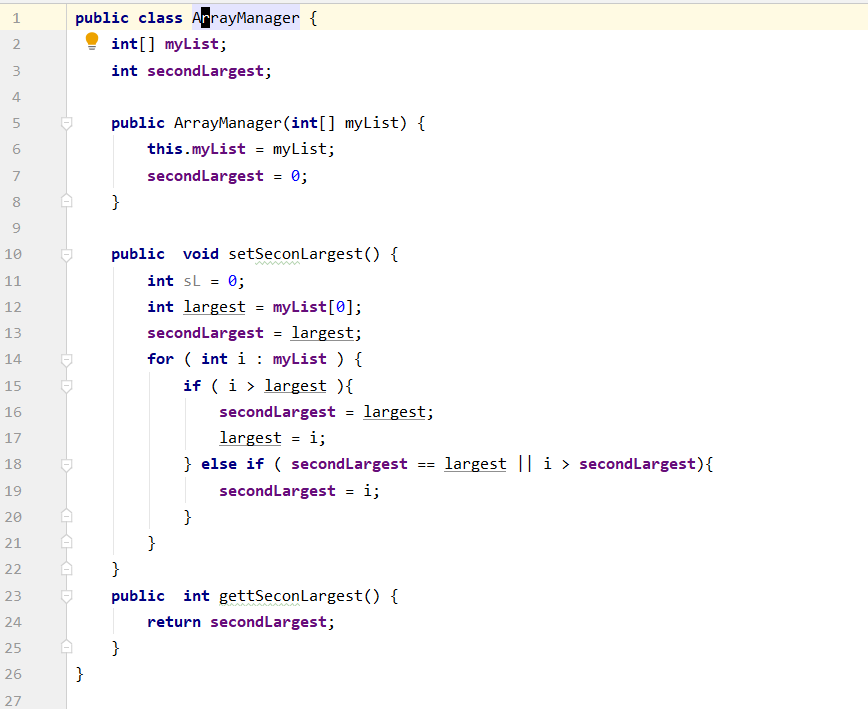 1 public class ArrayManager {
2 int[] myList;
3 int secondLargest;
4
5 public ArrayManager(int[] myList) {
6 this.myList = myList;
7 secondLargest = 0;
8 }
9
10 public  void setSeconLargest() {
11 int sL = 0;
12 int largest = myList[0];
13 secondLargest = largest;
14 for ( int i : myList ) {
15 if ( i > largest ){
16 secondLargest = largest;
17 largest = i;
18 } else if ( secondLargest == largest || i > secondLargest){
19 secondLargest = i;
20 }
21 }
22 }
23 public  int gettSeconLargest() {
24 return secondLargest;
25 }
26 }
27